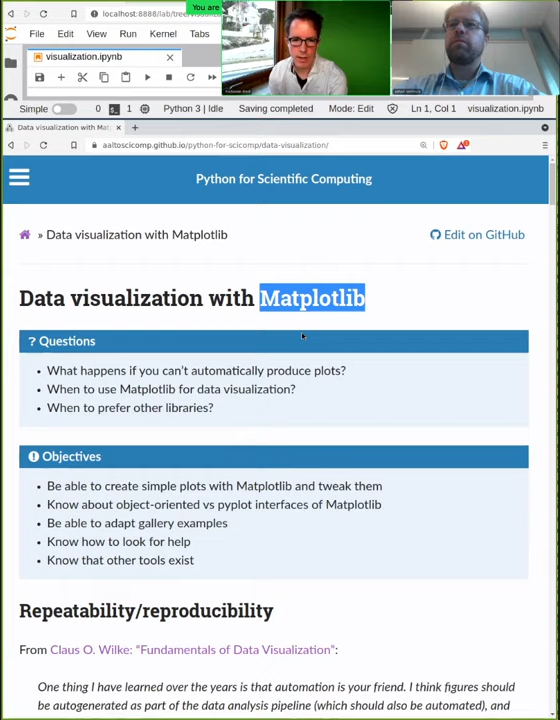 You are
localhost:8888/lab/tree/visualiz
File Edit View Run Kernel Tabs
visualization.ipynb
Simple 0 1 Python 3 | Idle Saving completed Mode: Edit Ln 1, Col 1 visualization.ipynb
Data visualization with Mat
aaltoscicomp.github.io/python-for-scicomp/data-visualization/
Python for Scientific Computing
» Data visualization with Matplotlib Edit on GitHub
Data visualization with Matplotlib
? Questions
• What happens if you can't automatically produce plots?
• When to use Matplotlib for data visualization?
• When to prefer other libraries?
Objectives
• Be able to create simple plots with Matplotlib and tweak them
• Know about object-oriented vs pyplot interfaces of Matplotlib
• Be able to adapt gallery examples
• Know how to look for help
• Know that other tools exist
Repeatability/reproducibility
From Claus O. Wilke: "Fundamentals of Data Visualization":
One thing I have learned over the years is that automation is your friend. I think figures should
be autogenerated as part of the data analysis pipeline (which should also be automated), and